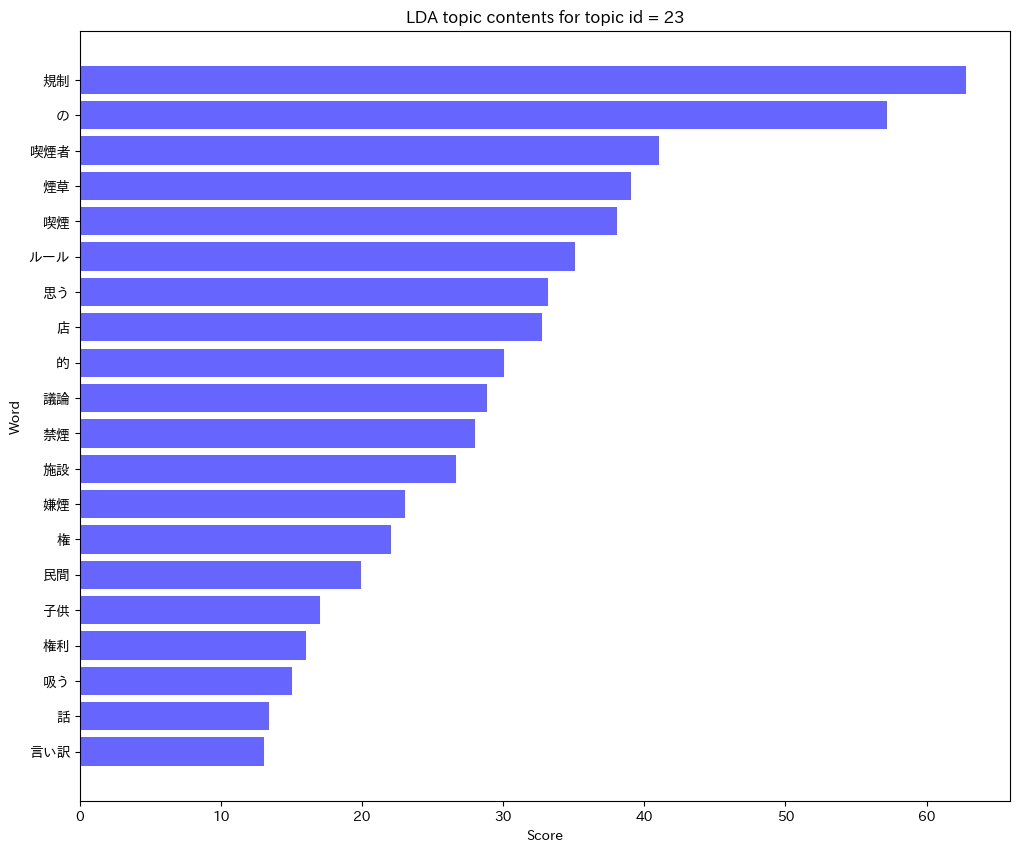 LDA topic contents for topic id = 23
規制
の
喫煙者
煙草
喫煙
ルール
思う
店
的
議論
禁煙
施設
嫌煙
権
民間
子供
権利
吸う
話
言い訳
Word
0 10 20 30 40 50 60
Score